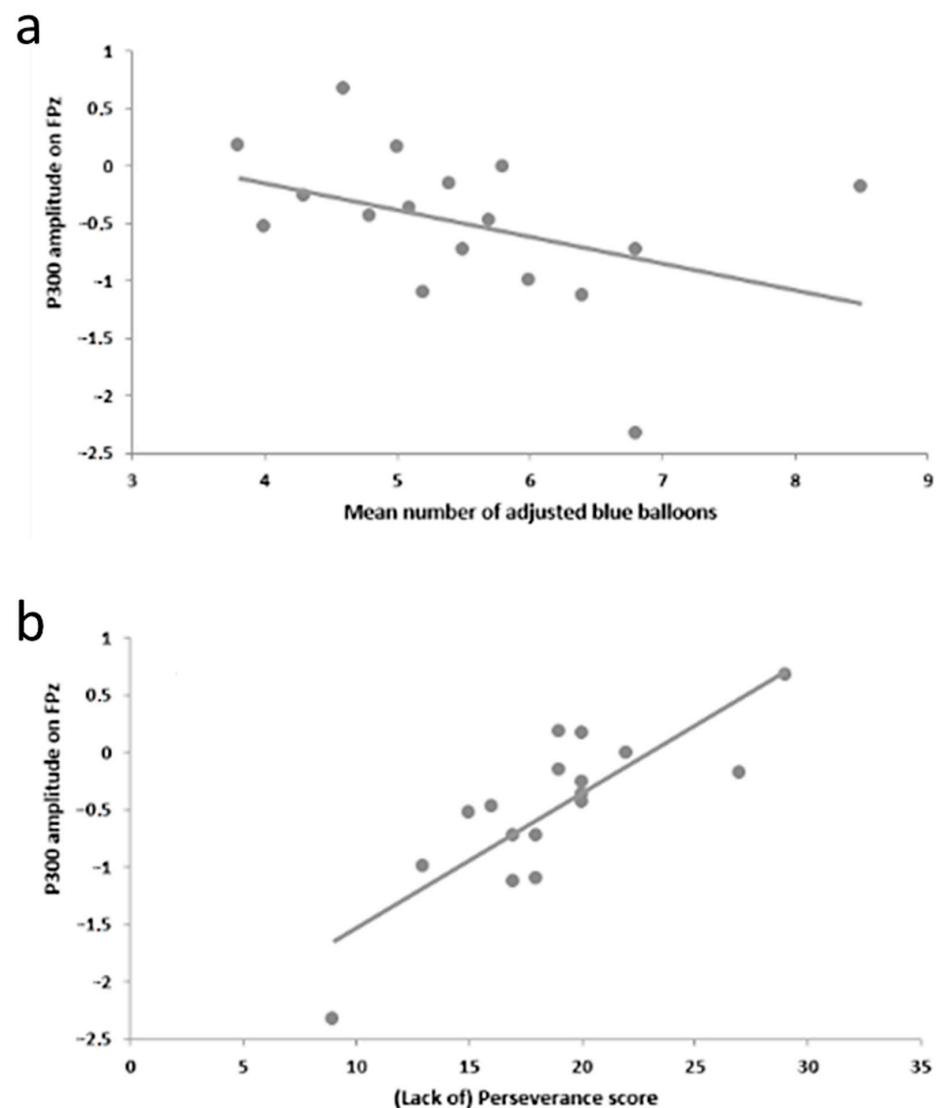 a
P300 amplitude on FPz
1
0.5
0
−0.5
−1
−1.5
−2
−2.5
3 4 5 6 7 8 9
Mean number of adjusted blue balloons
b
P300 amplitude on FPz
1
0.5
0
−0.5
−1
−1.5
−2
−2.5
0 5 10 15 20 25 30 35
(Lack of) Perseverance score